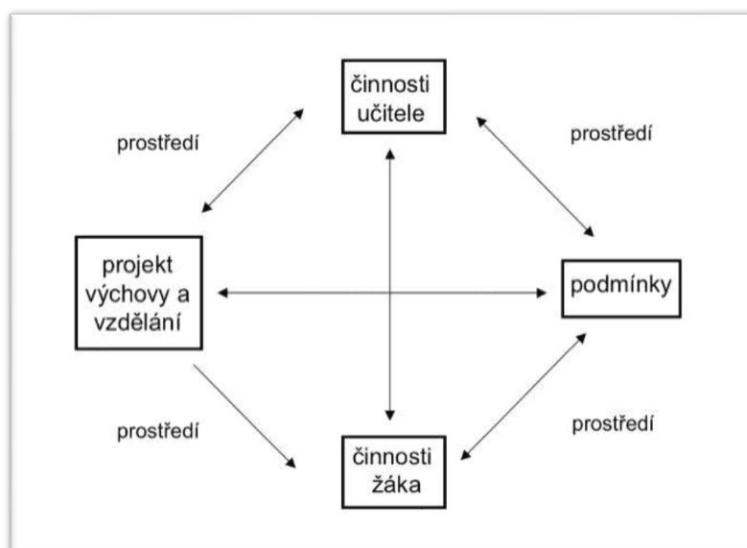 činnosti
učitele
prostředí
prostředí
projekt
výchovy a
vzdělání
podmínky
prostředí
prostředí
činnosti
žáka